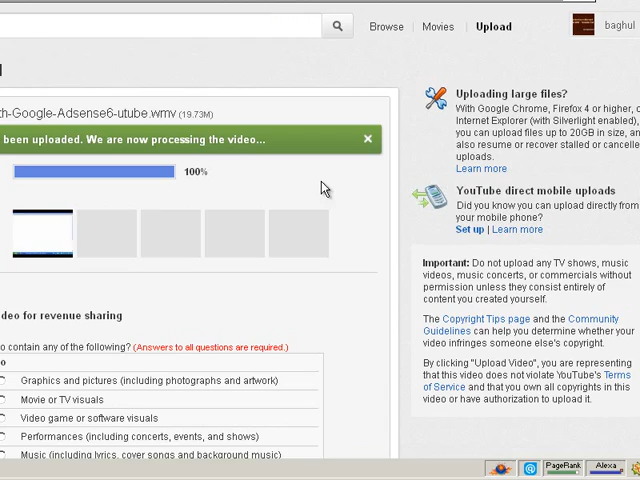 Browse
Movies
Upload
baghul
th-Google-Adsense6-utube.wmv (19.73M)
been uploaded. We are now processing the video...
100%
deo for revenue sharing
o contain any of the following? (Answers to all questions are required.)
o
Graphics and pictures (including photographs and artwork)
Movie or TV visuals
Video game or software visuals
Performances (including concerts, events, and shows)
Music (including lyrics, cover songs and background music)
Uploading large files?
With Google Chrome, Firefox 4 or higher, o
Internet Explorer (with Silverlight enabled),
you can upload files up to 20GB in size, an
also resume or recover stalled or cancelle
uploads.
Learn more
YouTube direct mobile uploads
Did you know you can upload directly from
your mobile phone?
Set up | Learn more
Important: Do not upload any TV shows, music
videos, music concerts, or commercials without
permission unless they consist entirely of
content you created yourself.
The Copyright Tips page and the Community
Guidelines can help you determine whether your
video infringes someone else's copyright.
By clicking "Upload Video", you are representing
that this video does not violate YouTube's Terms
of Service and that you own all copyrights in this
video or have authorization to upload it.
PageRank
Alexa